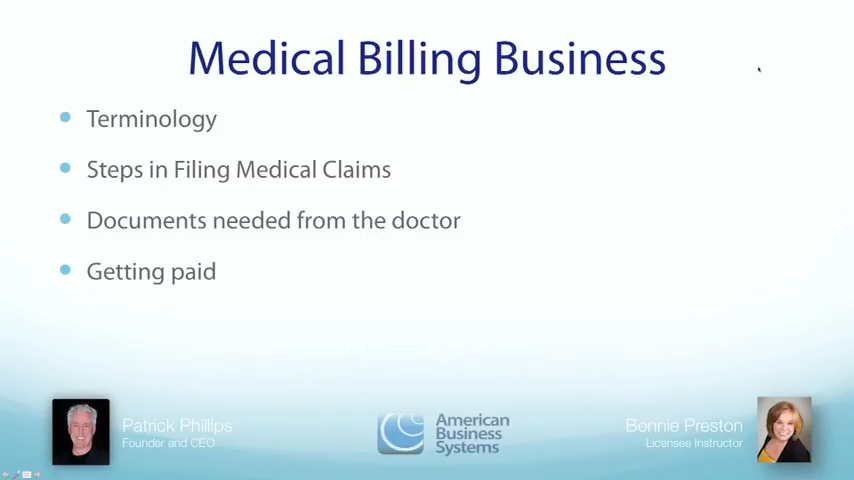 Medical Billing Business
Terminology
Steps in Filing Medical Claims
Documents needed from the doctor
Getting paid
Patrick Phillips
Founder and CEO
American
Business
Systems
Bonnie Preston
Licensee Instructor